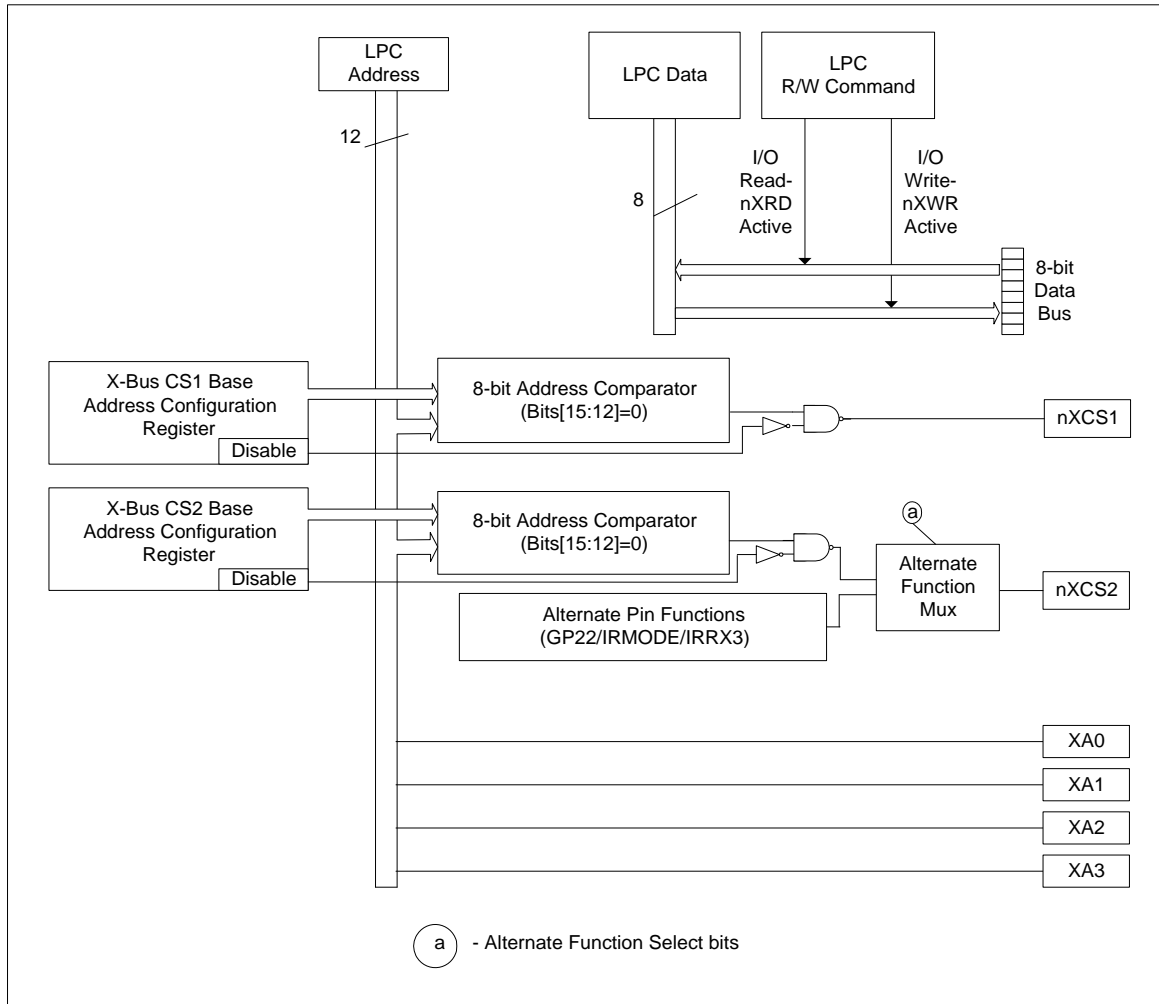 LPC
Address
LPC Data
LPC
R/W Command
12
8
I/O
Read-
nXRD
Active
I/O
Write-
nXWR
Active
8-bit
Data
Bus
X-Bus CS1 Base
Address Configuration
Register
Disable
8-bit Address Comparator
(Bits[15:12]=0)
nXCS1
X-Bus CS2 Base
Address Configuration
Register
Disable
8-bit Address Comparator
(Bits[15:12]=0)
a
Alternate
Function
Mux
nXCS2
Alternate Pin Functions
(GP22/IRMODE/IRRX3)
XA0
XA1
XA2
XA3
a - Alternate Function Select bits